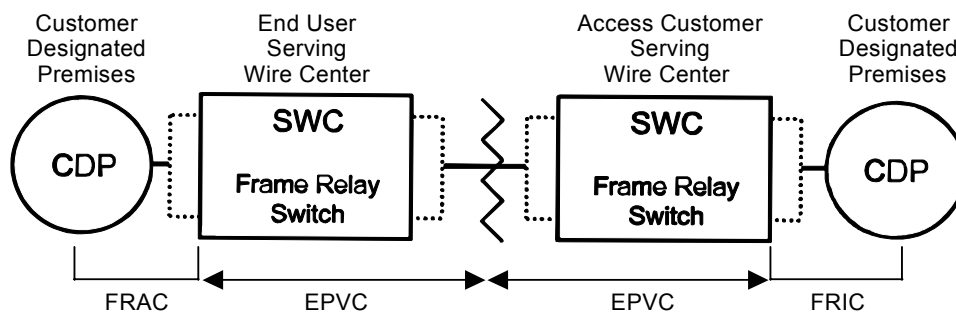 Customer
Designated
Premises
End User
Serving
Wire Center
Access Customer
Serving
Wire Center
Customer
Designated
Premises
CDP
SWC
Frame Relay
Switch
SWC
Frame Relay
Switch
CDP
FRAC
EPVC
EPVC
FRIC